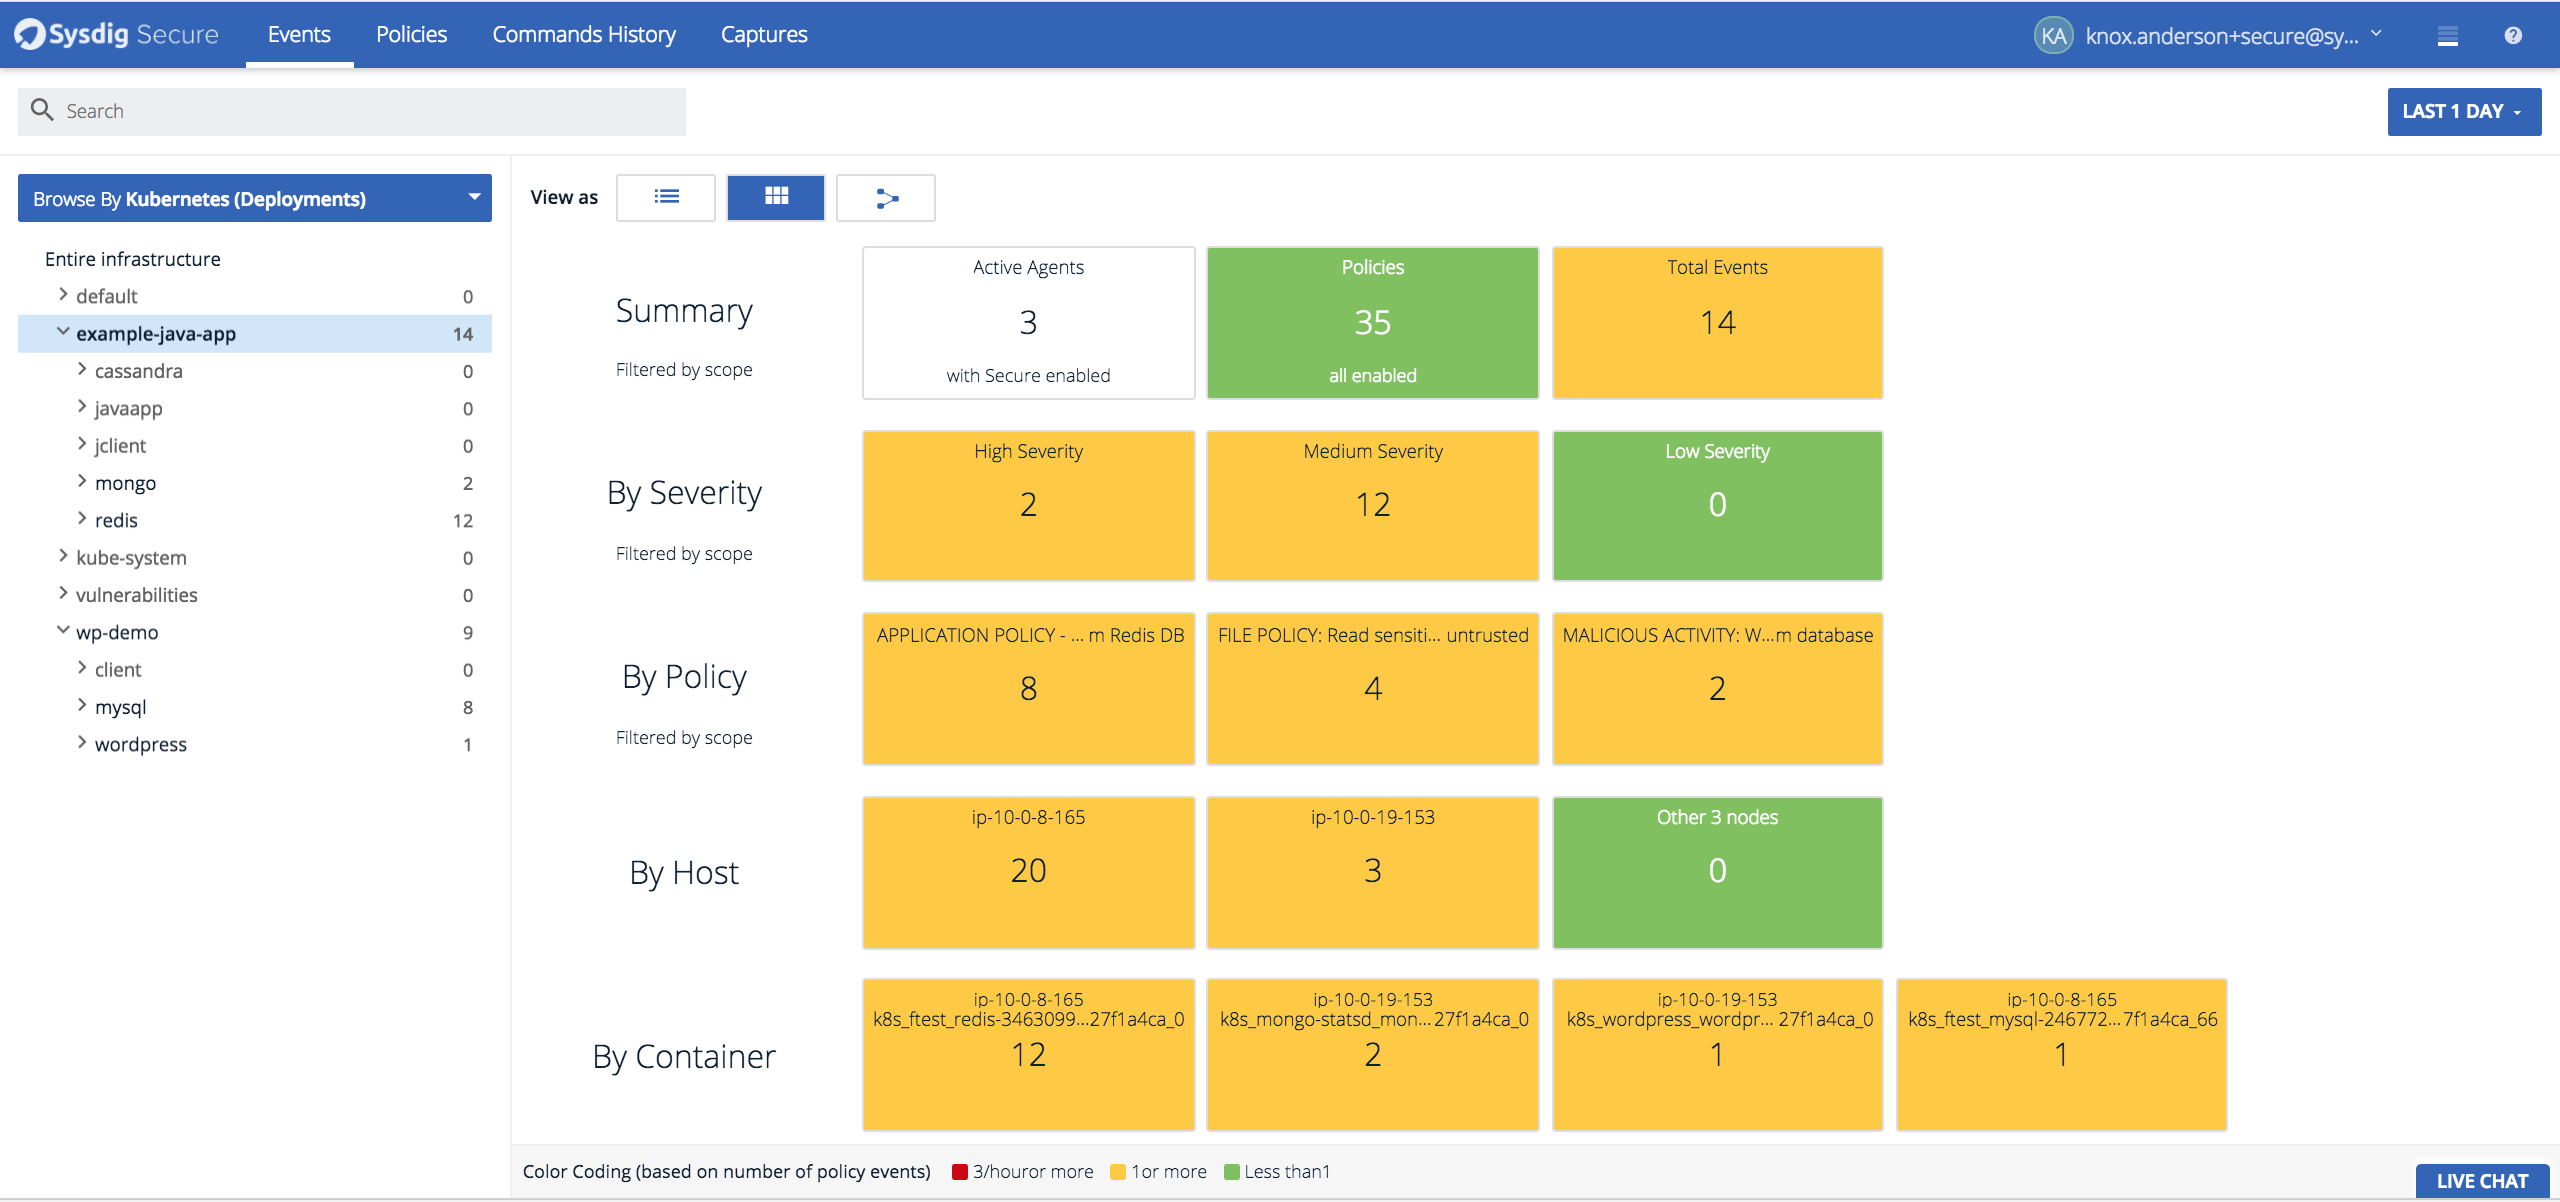 Sysdig Secure Events Policies Commands History Captures KA knox.anderson+secure@sy... ?
Search LAST 1 DAY
Browse By Kubernetes (Deployments)
Entire infrastructure
default 0
example-java-app 14
cassandra 0
javaapp 0
jclient 0
mongo 2
redis 12
kube-system 0
vulnerabilities 0
wp-demo 9
client 0
mysql 8
wordpress 1
View as
Summary
Filtered by scope
Active Agents
3
with Secure enabled
Policies
35
all enabled
Total Events
14
By Severity
Filtered by scope
High Severity
2
Medium Severity
12
Low Severity
0
By Policy
Filtered by scope
APPLICATION POLICY - ... m Redis DB
8
FILE POLICY: Read sensiti... untrusted
4
MALICIOUS ACTIVITY: W...m database
2
By Host
ip-10-0-8-165
20
ip-10-0-19-153
3
Other 3 nodes
0
By Container
ip-10-0-8-165
k8s_ftest_redis-3463099...27f1a4ca_0
12
ip-10-0-19-153
k8s_mongo-statsd_mon... 27f1a4ca_0
2
ip-10-0-19-153
k8s_wordpress_wordpr... 27f1a4ca_0
1
ip-10-0-8-165
k8s_ftest_mysql-246772... 7f1a4ca_66
1
Color Coding (based on number of policy events) 3/houror more 1or more Less than1
LIVE CHAT